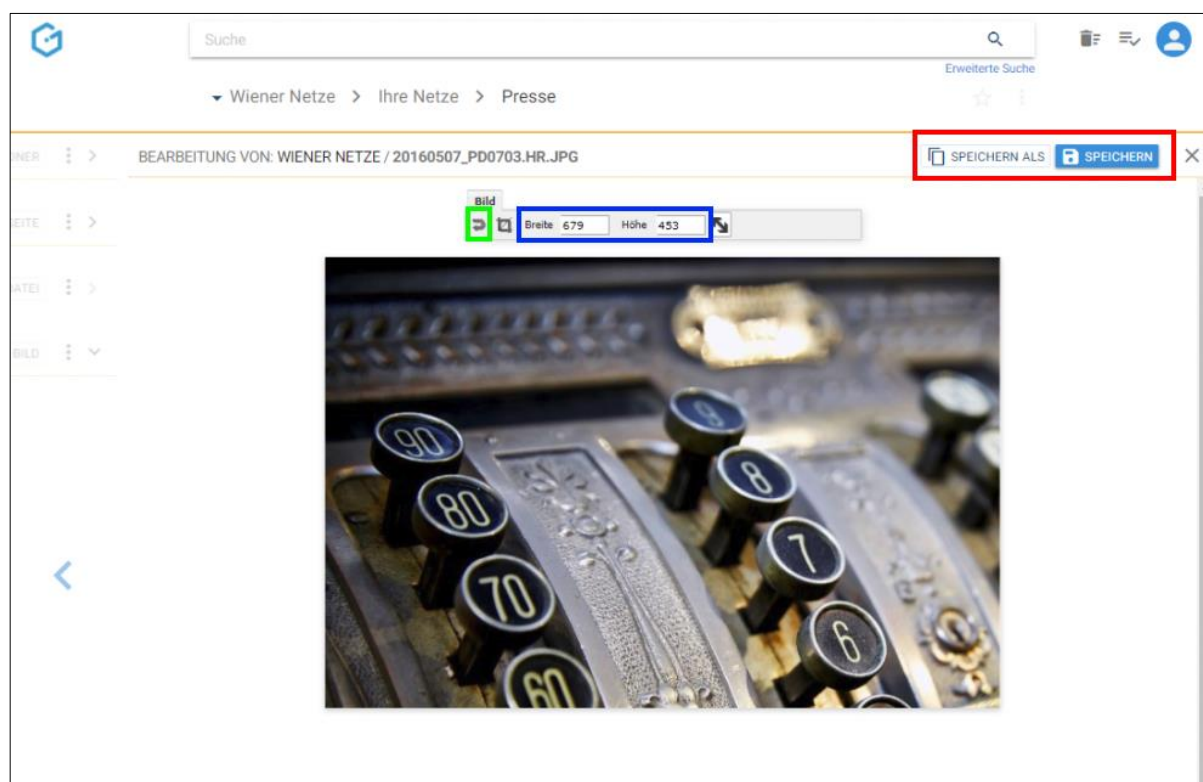 Suche
Erweiterte Suche
Wiener Netze > Ihre Netze > Presse
BEARBEITUNG VON: WIENER NETZE / 20160507_PD0703.HR.JPG
SPEICHERN ALS
SPEICHERN
BILD
Bild
Breite 679 Höhe 453
90
80
70
60
9
8
7
6